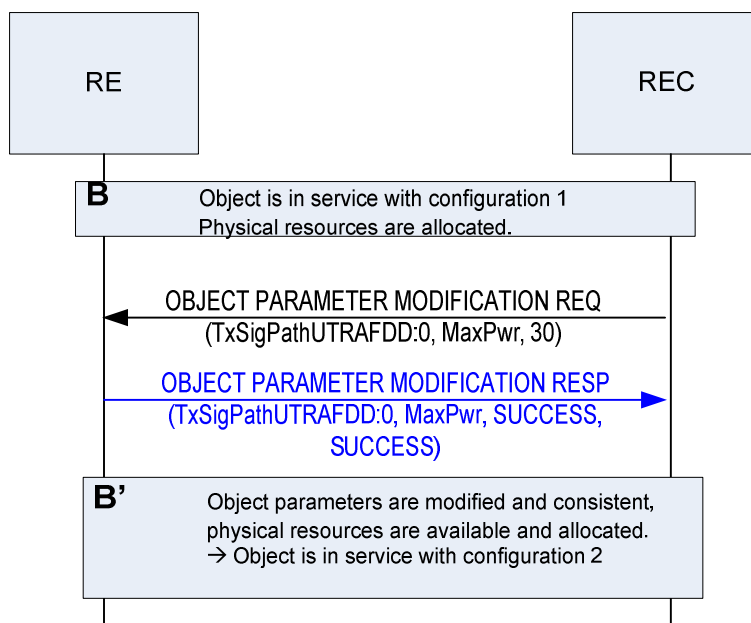 RE
REC
B
Object is in service with configuration 1
Physical resources are allocated.
OBJECT PARAMETER MODIFICATION REQ
(TxSigPathUTRAFDD:0, MaxPwr, 30)
OBJECT PARAMETER MODIFICATION RESP
(TxSigPathUTRAFDD:0, MaxPwr, SUCCESS,
SUCCESS)
B’
Object parameters are modified and consistent,
physical resources are available and allocated.
→ Object is in service with configuration 2